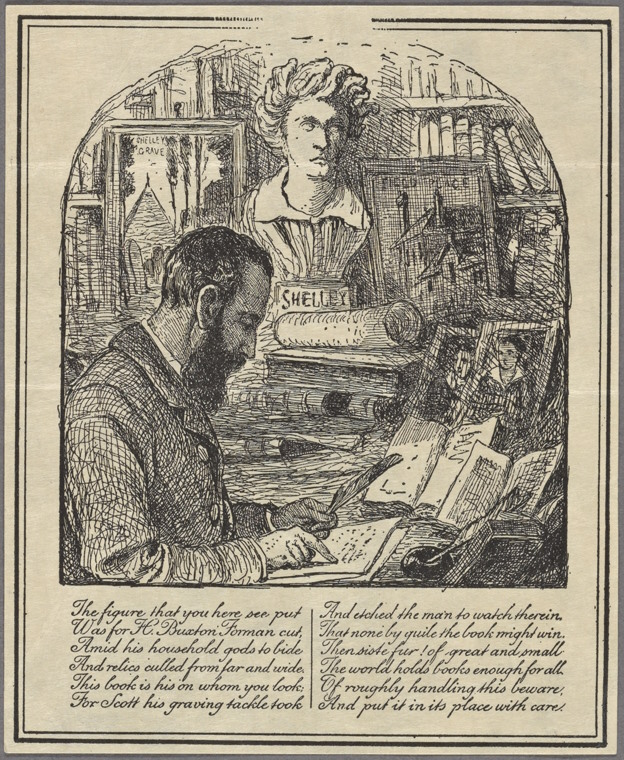 SHELLEY'S
GRAVE
FIELD
SHELLEY
The figure that you here see put
Was for H. Buxton Forman cut,
Amid his household gods to bide
And relics culled from far and wide.
This book is his on whom you look;
For Scott his graving tackle took
And etched the man to watch therein,
That none by guile the book might win.
Then siste fur! of great and small
The world holds books enough for all.
Of roughly handling this beware,
And put it in its place with care.